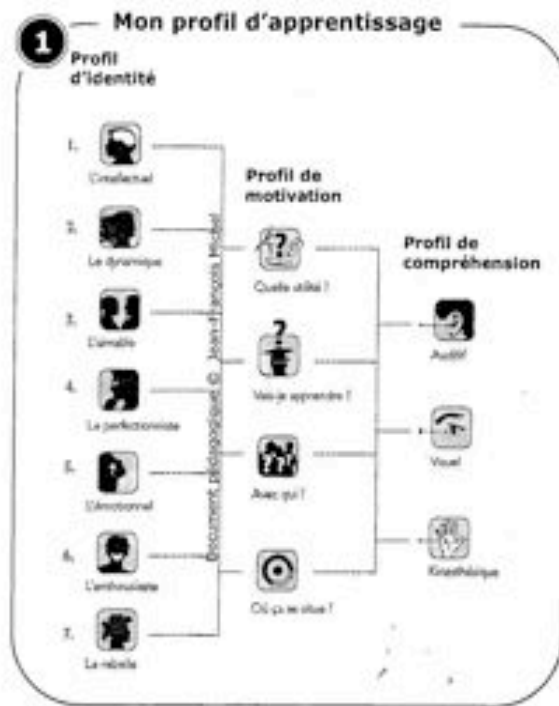 Mon profil d'apprentissage
1
Profil
d'identité
1.
L'intellectuel
2.
Le dynamique
3.
L'aimable
4.
Le perfectionniste
5.
L'émotionnel
6.
L'enthousiaste
7.
Le rebelle
Document pédagogique © Jean-François Michel
Profil de
motivation
?
Quelle utilité ?
?
Vais-je apprendre ?
Avec qui ?
Où ça se situe ?
Profil de
compréhension
Auditif
Visuel
Kinesthésique